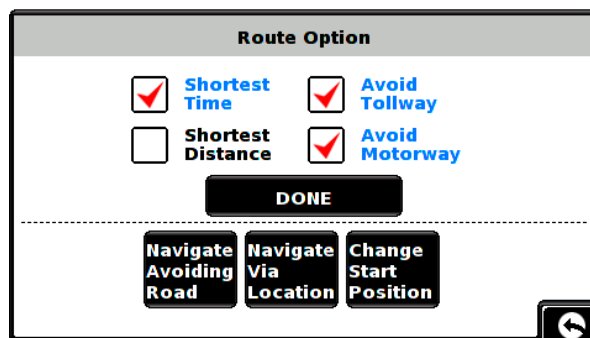 Route Option
Shortest
Time
Avoid
Tollway
Shortest
Distance
Avoid
Motorway
DONE
Navigate
Avoiding
Road
Navigate
Via
Location
Change
Start
Position